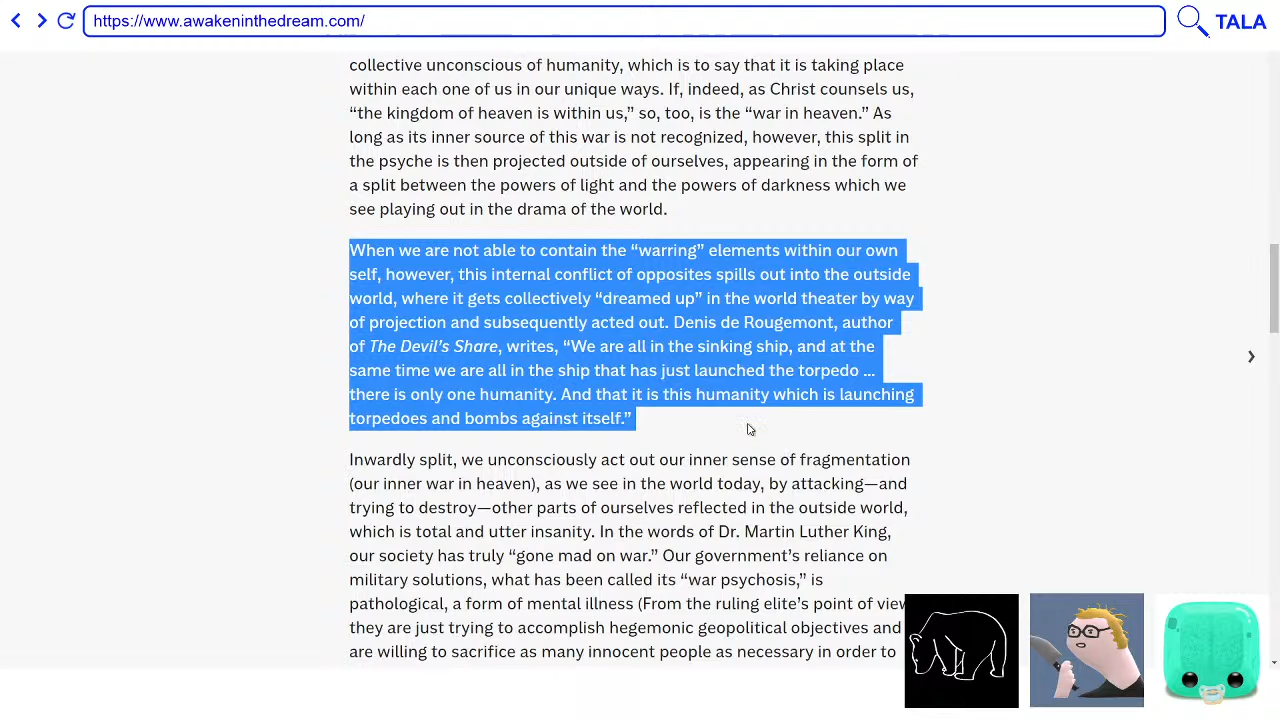 https://www.awakeninthedream.com/
TALA
collective unconscious of humanity, which is to say that it is taking place
within each one of us in our unique ways. If, indeed, as Christ counsels us,
“the kingdom of heaven is within us,” so, too, is the “war in heaven.” As
long as its inner source of this war is not recognized, however, this split in
the psyche is then projected outside of ourselves, appearing in the form of
a split between the powers of light and the powers of darkness which we
see playing out in the drama of the world.
When we are not able to contain the “warring” elements within our own
self, however, this internal conflict of opposites spills out into the outside
world, where it gets collectively “dreamed up” in the world theater by way
of projection and subsequently acted out. Denis de Rougemont, author
of The Devil’s Share, writes, “We are all in the sinking ship, and at the
same time we are all in the ship that has just launched the torpedo ...
there is only one humanity. And that it is this humanity which is launching
torpedoes and bombs against itself.”
Inwardly split, we unconsciously act out our inner sense of fragmentation
(our inner war in heaven), as we see in the world today, by attacking—and
trying to destroy—other parts of ourselves reflected in the outside world,
which is total and utter insanity. In the words of Dr. Martin Luther King,
our society has truly “gone mad on war.” Our government’s reliance on
military solutions, what has been called its “war psychosis,” is
pathological, a form of mental illness (From the ruling elite’s point of view
they are just trying to accomplish hegemonic geopolitical objectives and
are willing to sacrifice as many innocent people as necessary in order to